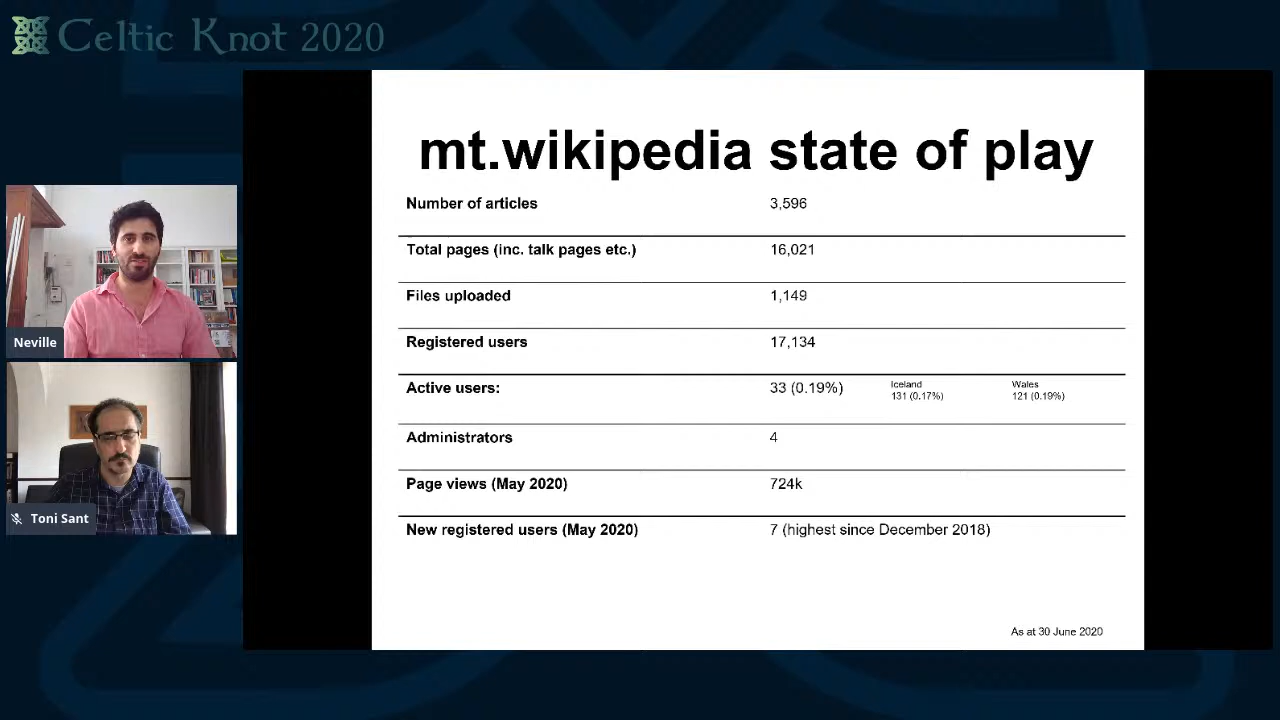 Celtic Knot 2020
mt.wikipedia state of play
Number of articles 3,596
Total pages (inc. talk pages etc.) 16,021
Files uploaded 1,149
Registered users 17,134
Active users: 33 (0.19%) Iceland 131 (0.17%) Wales 121 (0.19%)
Administrators 4
Page views (May 2020) 724k
New registered users (May 2020) 7 (highest since December 2018)
As at 30 June 2020
Neville
Toni Sant